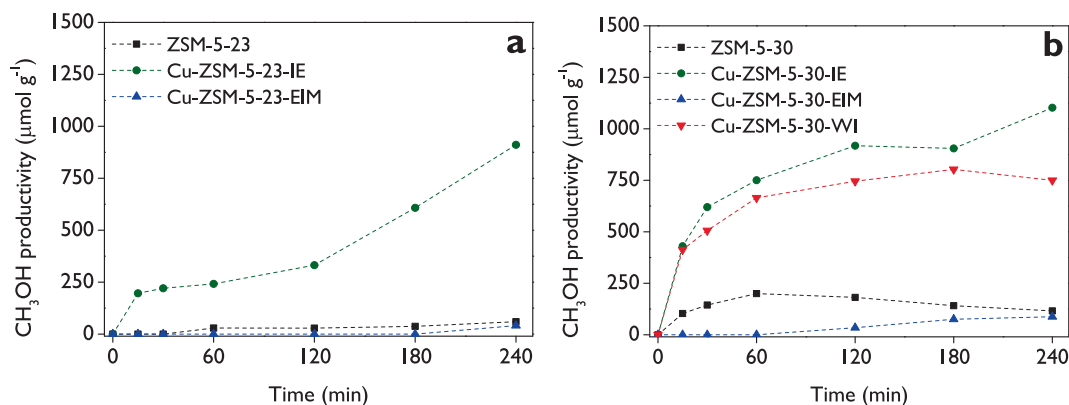 a
ZSM-5-23
Cu-ZSM-5-23-IE
Cu-ZSM-5-23-EIM
CH₃OH productivity (μmol g⁻¹)
1500
1250
1000
750
500
250
0
0 60 120 180 240
Time (min)
b
ZSM-5-30
Cu-ZSM-5-30-IE
Cu-ZSM-5-30-EIM
Cu-ZSM-5-30-WI
CH₃OH productivity (μmol g⁻¹)
1500
1250
1000
750
500
250
0
0 60 120 180 240
Time (min)